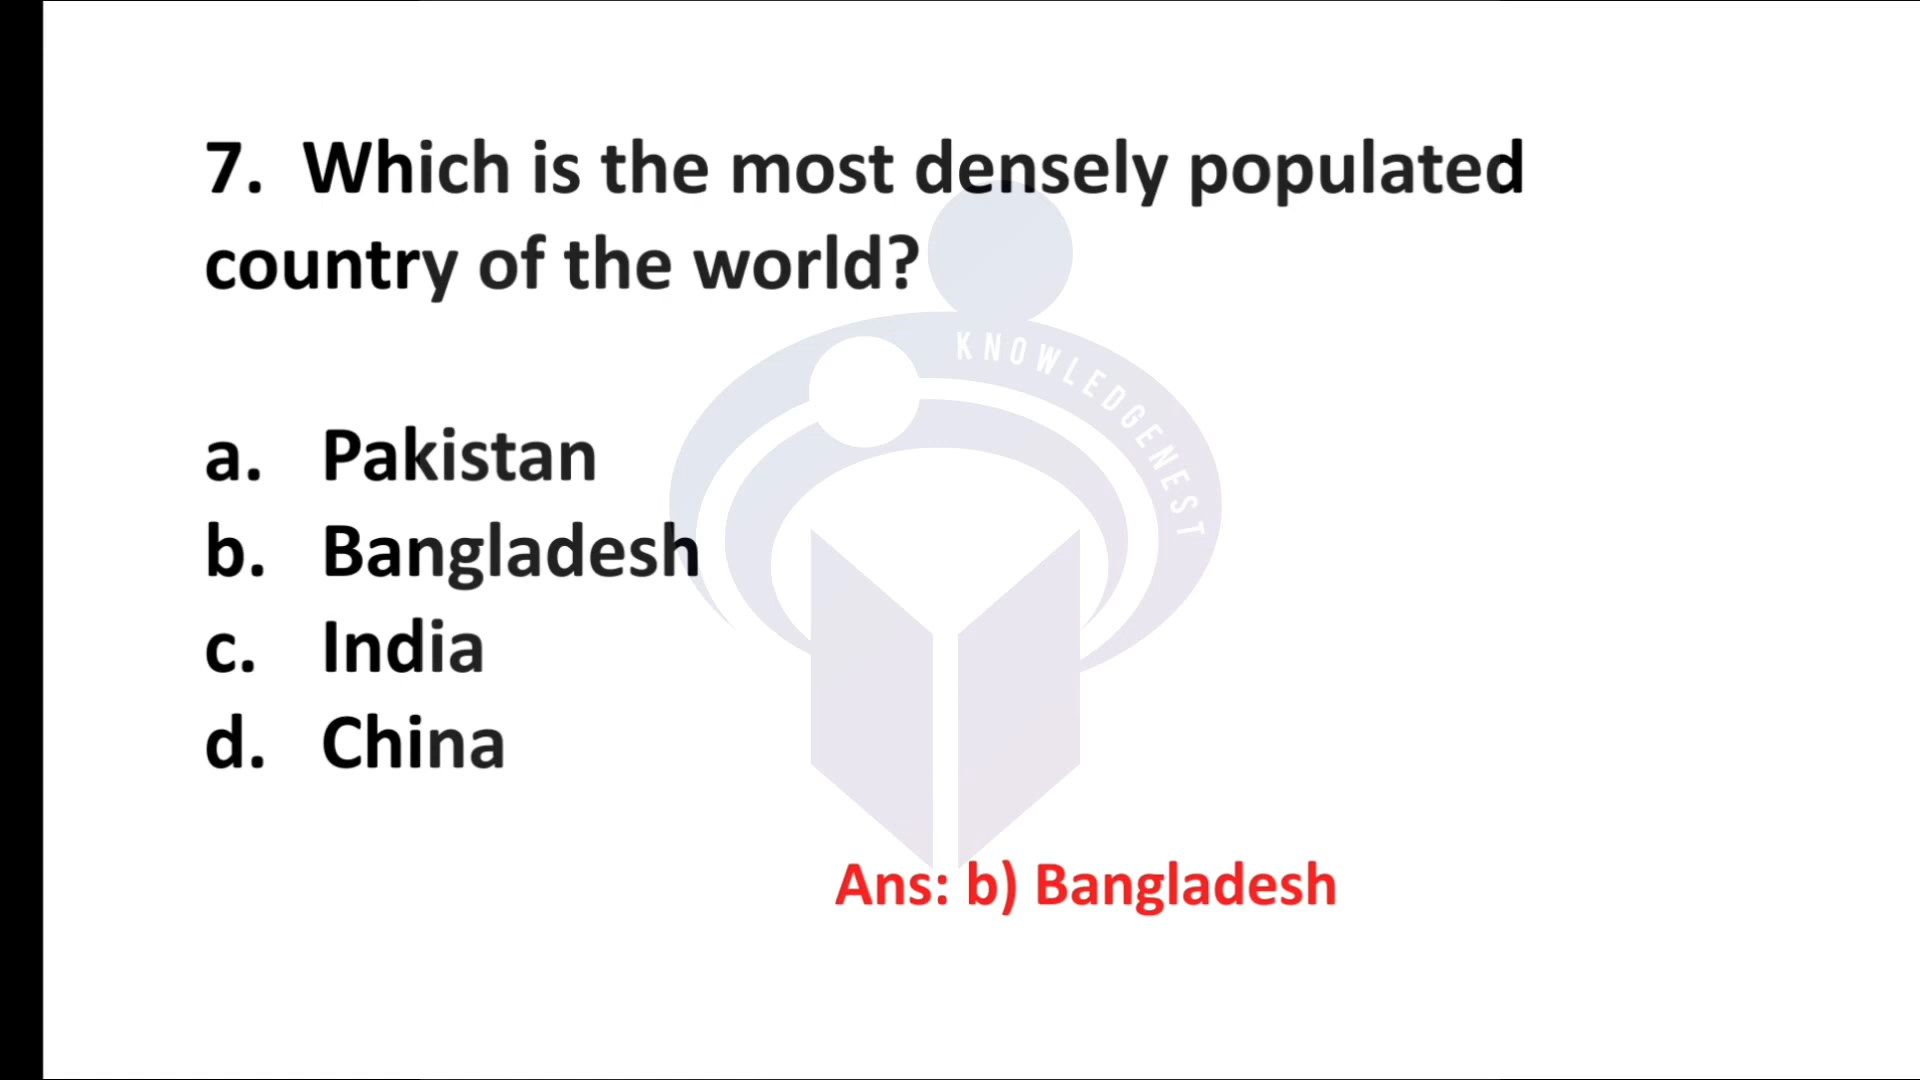 7. Which is the most densely populated
country of the world?
KNOWLEDGENEST
a. Pakistan
b. Bangladesh
c. India
d. China
Ans: b) Bangladesh